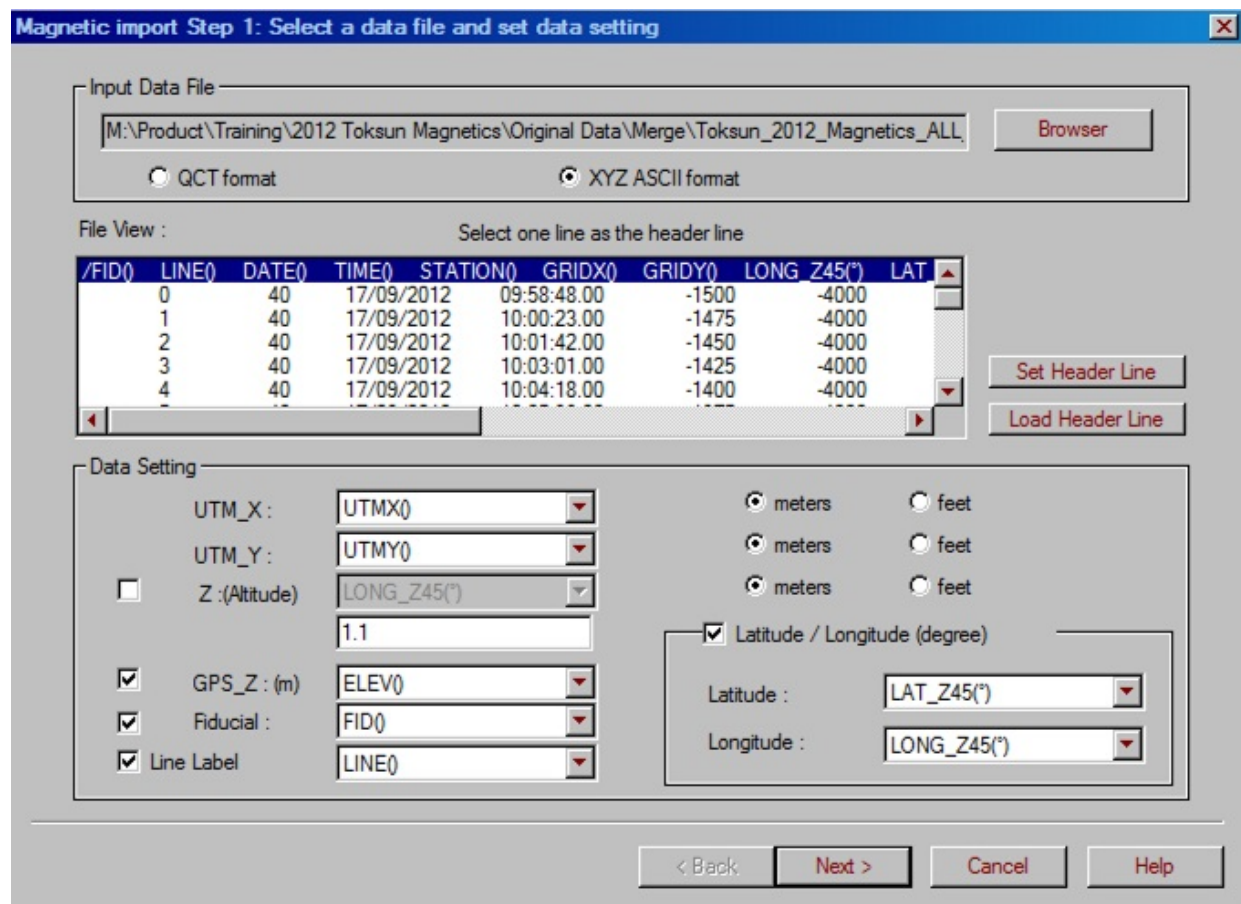 Magnetic import Step 1: Select a data file and set data setting
Input Data File
M:\Product\Training\2012 Toksun Magnetics\Original Data\Merge\Toksun_2012_Magnetics_ALL_ Browser
QCT format XYZ ASCII format
File View : Select one line as the header line
/FID() LINE() DATE() TIME() STATION() GRIDX() GRIDY() LONG_Z45(°) LAT_
0 40 17/09/2012 09:58:48.00 -1500 -4000
1 40 17/09/2012 10:00:23.00 -1475 -4000
2 40 17/09/2012 10:01:42.00 -1450 -4000
3 40 17/09/2012 10:03:01.00 -1425 -4000
4 40 17/09/2012 10:04:18.00 -1400 -4000
Set Header Line
Load Header Line
Data Setting
UTM_X : UTMX() meters feet
UTM_Y : UTMY() meters feet
Z :(Altitude) LONG_Z45(°) meters feet
1.1
Latitude / Longitude (degree)
GPS_Z : (m) ELEV()
Latitude : LAT_Z45(°)
Fiducial : FID()
Longitude : LONG_Z45(°)
Line Label LINE()
< Back Next > Cancel Help